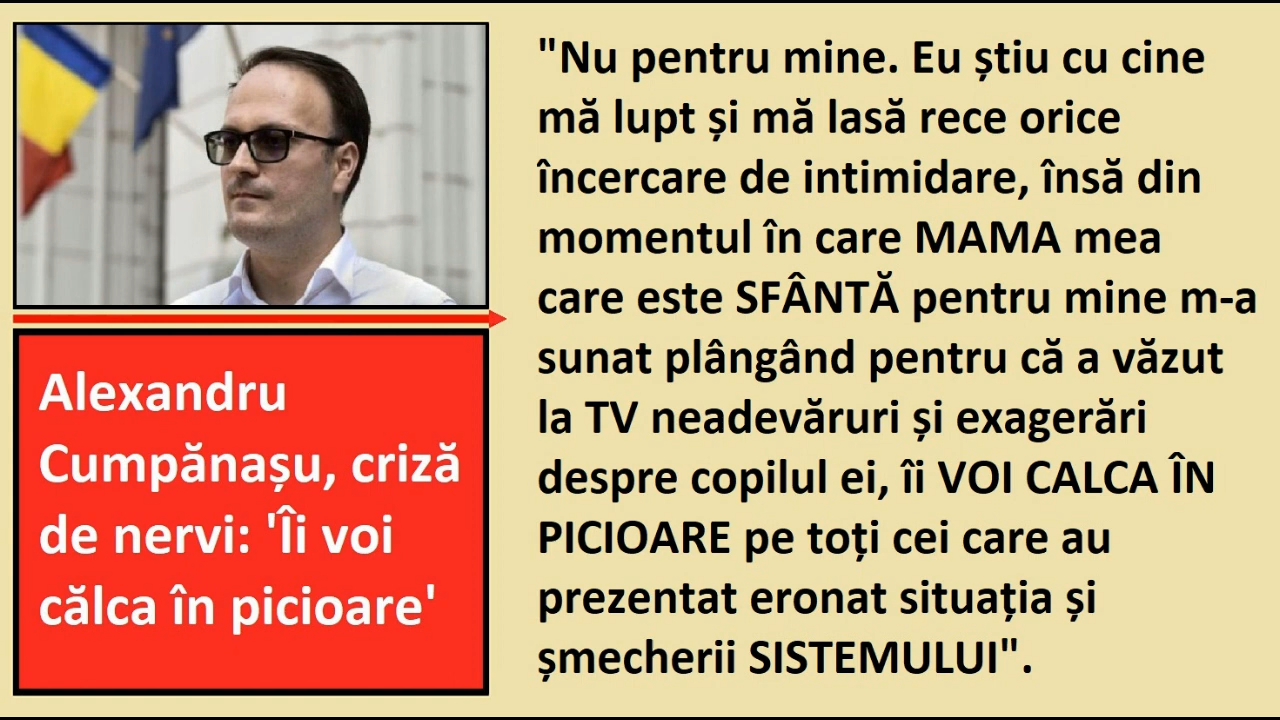 Alexandru
Cumpănașu, criză
de nervi: 'Îi voi
călca în picioare'
"Nu pentru mine. Eu știu cu cine
mă lupt și mă lasă rece orice
încercare de intimidare, însă din
momentul în care MAMA mea
care este SFÂNTĂ pentru mine m-a
sunat plângând pentru că a văzut
la TV neadevăruri și exagerări
despre copilul ei, îi VOI CALCA ÎN
PICIOARE pe toți cei care au
prezentat eronat situația și
șmecherii SISTEMULUI".